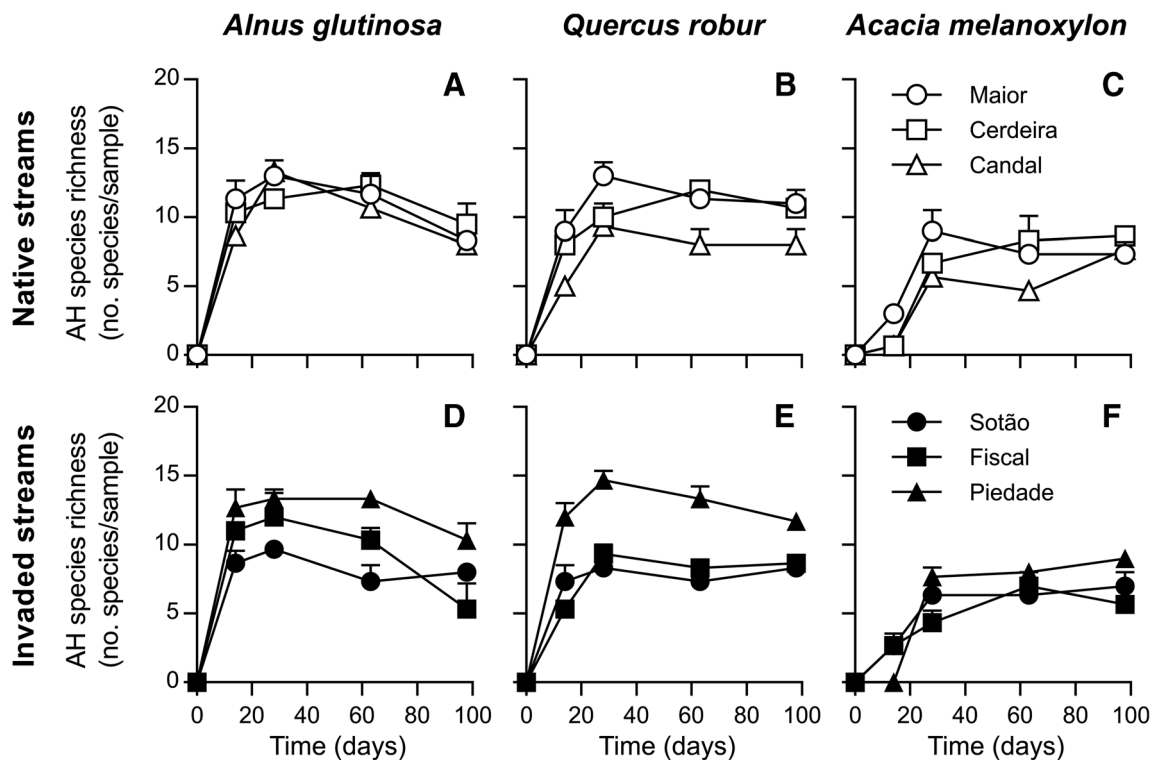 Alnus glutinosa
Quercus robur
Acacia melanoxylon
Native streams
AH species richness
(no. species/sample)
20
15
10
5
0
A
B
C
Maior
Cerdeira
Candal
Invaded streams
AH species richness
(no. species/sample)
20
15
10
5
0
D
E
F
Sotão
Fiscal
Piedade
0 20 40 60 80 100
0 20 40 60 80 100
0 20 40 60 80 100
Time (days)
Time (days)
Time (days)